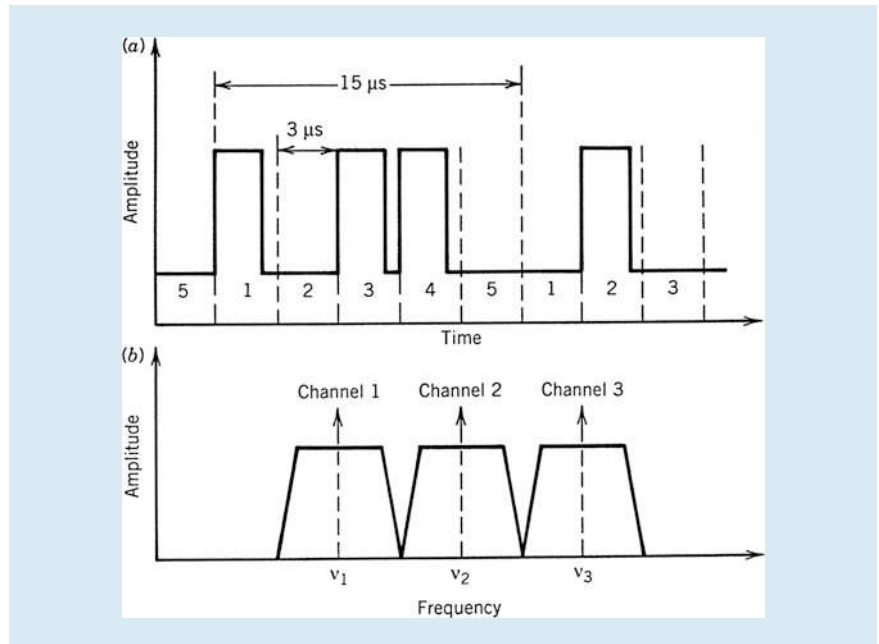 (a)
15 μs
3 μs
Amplitude
5 1 2 3 4 5 1 2 3
Time
(b)
Channel 1 Channel 2 Channel 3
Amplitude
ν1 ν2 ν3
Frequency